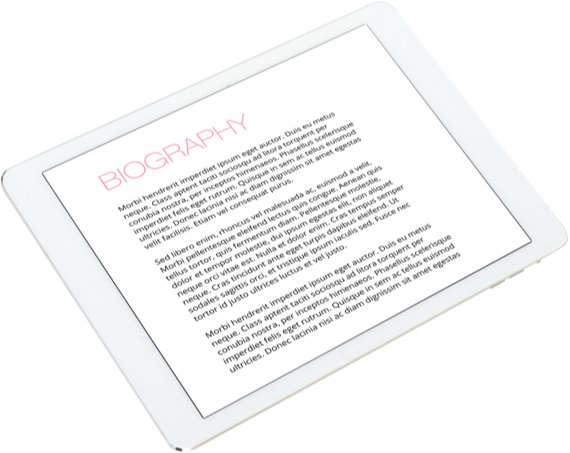 BIOGRAPHY
Morbi hendrerit imperdiet ipsum eget auctor. Duis eu metus
neque. Class aptent taciti sociosqu ad litora torquent per
conubia nostra, per inceptos himenaeos. Phasellus scelerisque
imperdiet felis eget rutrum. Quisque in sem ac tellus euismod
ultricies. Donec lacinia nisi ac diam dignissim sit amet egestas
velit facilisis. Etiam vel consequat purus.
Sed libero enim, rhoncus vel malesuada ac, euismod a velit.
Morbi pellentesque eleifend lectus quis congue. Aenean quis
tellus tortor, quis fermentum diam. Pellentesque molestie,
dolor et tempor molestie, dui ipsum egestas elit, non aliquet
neque orci vitae est. Nulla et dolor enim. Cras tempus semper
neque. Cras tincidunt ante eget turpis dapibus eleifend. Ut
sodales sagittis orci, et tristique ipsum iaculis sed. Fusce nec
tortor id justo ultrices luctus et vel justo.
Morbi hendrerit imperdiet ipsum eget auctor. Duis eu metus
neque. Class aptent taciti sociosqu ad litora torquent per
conubia nostra, per inceptos himenaeos. Phasellus scelerisque
imperdiet felis eget rutrum. Quisque in sem ac tellus euismod
ultricies. Donec lacinia nisi ac diam dignissim sit amet egestas